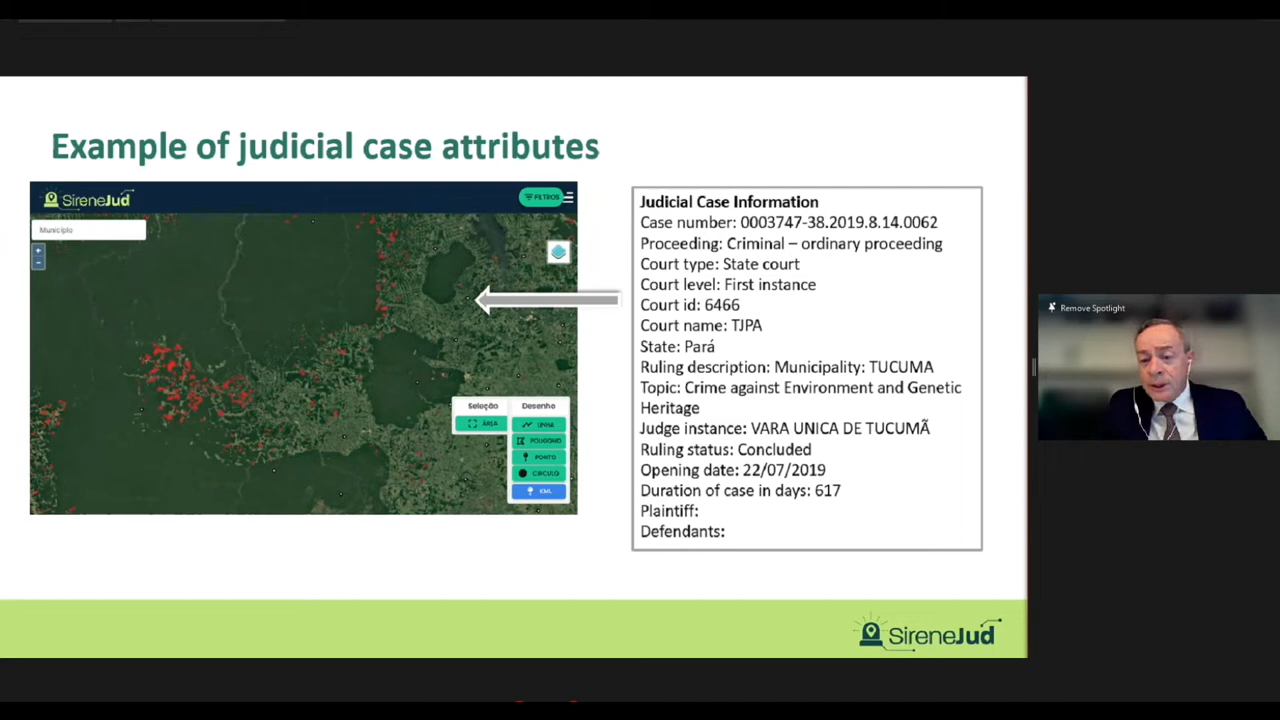 Example of judicial case attributes
SireneJud
FILTROS
Município
+
-
Seleção
Desenho
ÁREA
LINHA
POLÍGONO
PONTO
CÍRCULO
KML
Judicial Case Information
Case number: 0003747-38.2019.8.14.0062
Proceeding: Criminal – ordinary proceeding
Court type: State court
Court level: First instance
Court id: 6466
Court name: TJPA
State: Pará
Ruling description: Municipality: TUCUMA
Topic: Crime against Environment and Genetic
Heritage
Judge instance: VARA UNICA DE TUCUMÃ
Ruling status: Concluded
Opening date: 22/07/2019
Duration of case in days: 617
Plaintiff:
Defendants:
Remove Spotlight
SireneJud